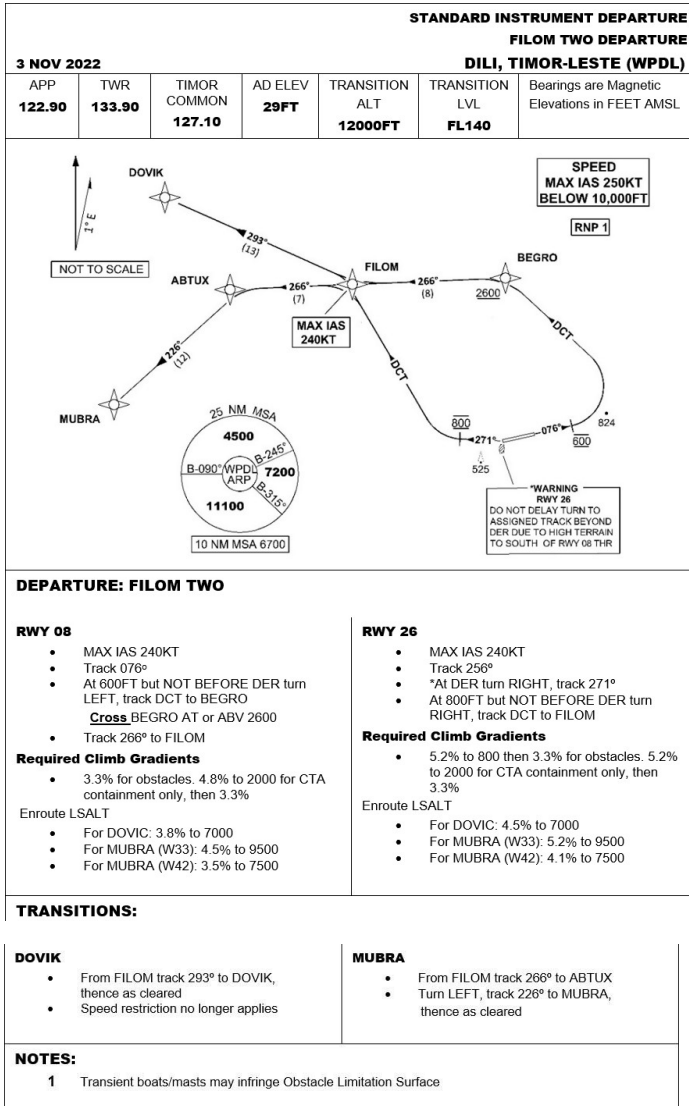 STANDARD INSTRUMENT DEPARTURE
FILOM TWO DEPARTURE
3 NOV 2022
DILI, TIMOR-LESTE (WPDL)
APP
122.90
TWR
133.90
TIMOR
COMMON
127.10
AD ELEV
29FT
TRANSITION
ALT
12000FT
TRANSITION
LVL
FL140
Bearings are Magnetic
Elevations in FEET AMSL
1° E
NOT TO SCALE
DOVIK
293°
(13)
SPEED
MAX IAS 250KT
BELOW 10,000FT
RNP 1
ABTUX
266°
(7)
FILOM
266°
(8)
BEGRO
2600
MAX IAS
240KT
DCT
DCT
226°
(12)
MUBRA
800
271°
076°
600
824
525
25 NM MSA
4500
B-245°
B-090°
WPDL
ARP
7200
B-315°
11100
10 NM MSA 6700
*WARNING
RWY 26
DO NOT DELAY TURN TO
ASSIGNED TRACK BEYOND
DER DUE TO HIGH TERRAIN
TO SOUTH OF RWY 08 THR
DEPARTURE: FILOM TWO
RWY 08
• MAX IAS 240KT
• Track 076º
• At 600FT but NOT BEFORE DER turn
LEFT, track DCT to BEGRO
Cross BEGRO AT or ABV 2600
• Track 266º to FILOM
Required Climb Gradients
• 3.3% for obstacles. 4.8% to 2000 for CTA
containment only, then 3.3%
Enroute LSALT
• For DOVIC: 3.8% to 7000
• For MUBRA (W33): 4.5% to 9500
• For MUBRA (W42): 3.5% to 7500
RWY 26
• MAX IAS 240KT
• Track 256º
• *At DER turn RIGHT, track 271º
• At 800FT but NOT BEFORE DER turn
RIGHT, track DCT to FILOM
Required Climb Gradients
• 5.2% to 800 then 3.3% for obstacles. 5.2%
to 2000 for CTA containment only, then
3.3%
Enroute LSALT
• For DOVIC: 4.5% to 7000
• For MUBRA (W33): 5.2% to 9500
• For MUBRA (W42): 4.1% to 7500
TRANSITIONS:
DOVIK
• From FILOM track 293º to DOVIK,
thence as cleared
• Speed restriction no longer applies
MUBRA
• From FILOM track 266º to ABTUX
• Turn LEFT, track 226º to MUBRA,
thence as cleared
NOTES:
1 Transient boats/masts may infringe Obstacle Limitation Surface